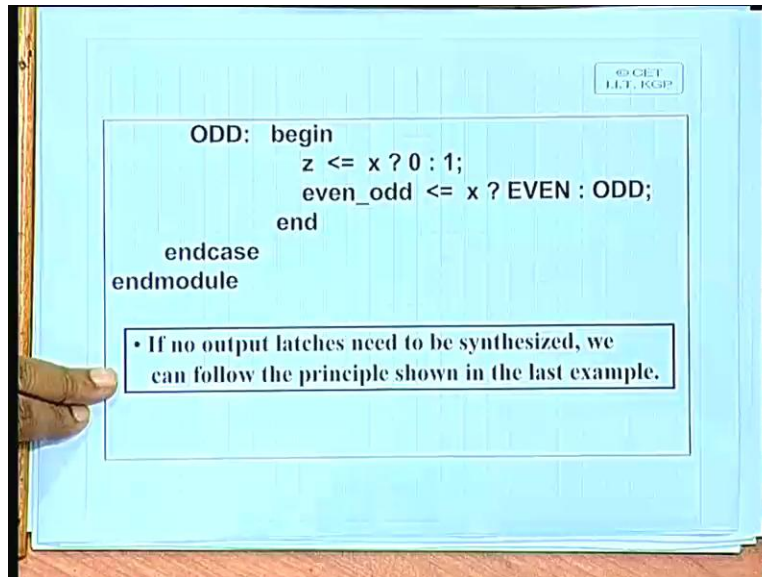 © CET
I.I.T. KGP
ODD: begin
z <= x ? 0 : 1;
even_odd <= x ? EVEN : ODD;
end
endcase
endmodule
• If no output latches need to be synthesized, we
can follow the principle shown in the last example.